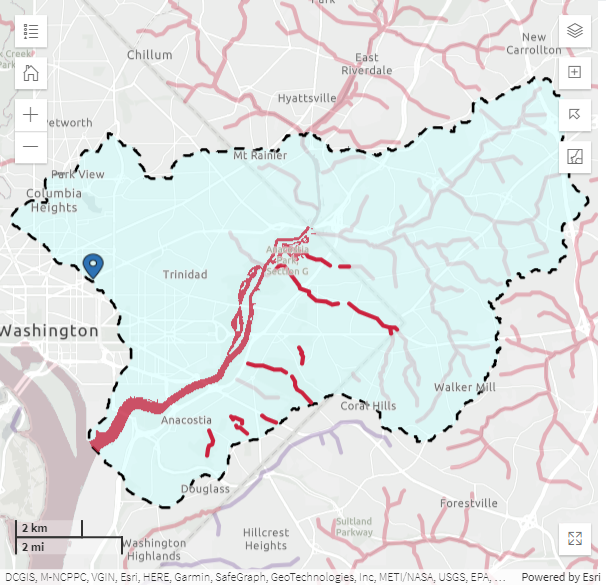 Park
k Creek
Park
Chillum
New
Carrollton
East
Riverdale
Hyattsville
etworth
Mt Rainier
Park View
Columbia
Heights
Anacostia
Park,
Section G
Trinidad
Washington
Walker Mill
Coral Hills
Anacostia
Douglass
Forestville
Suitland
Parkway
Hillcrest
Heights
Washington
Highlands
2 km
2 mi
DCGIS, M-NCPPC, VGIN, Esri, HERE, Garmin, SafeGraph, GeoTechnologies, Inc, METI/NASA, USGS, EPA, ... Powered by Esri